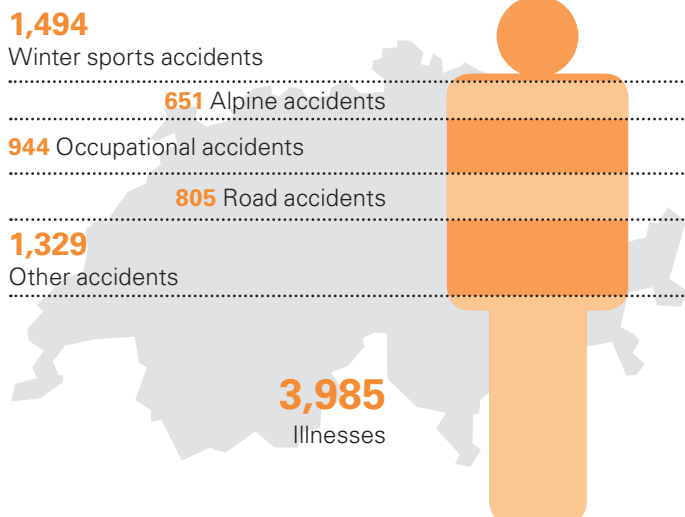 1,494
Winter sports accidents
651 Alpine accidents
944 Occupational accidents
805 Road accidents
1,329
Other accidents
3,985
Illnesses